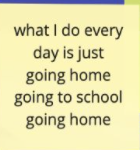 what I do every
day is just
going home
going to school
going home